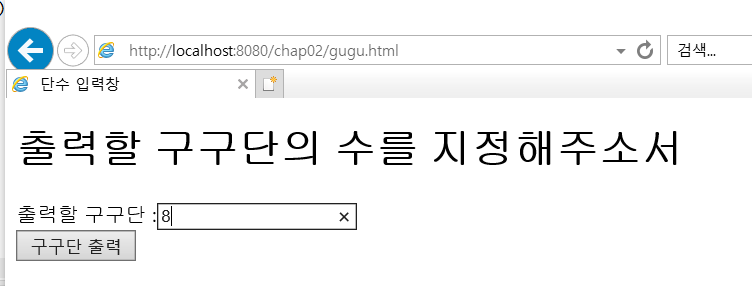 http://localhost:8080/chap02/gugu.html
검색...
단수 입력창
출력할 구구단의 수를 지정해주소서
출력할 구구단 :8
구구단 출력